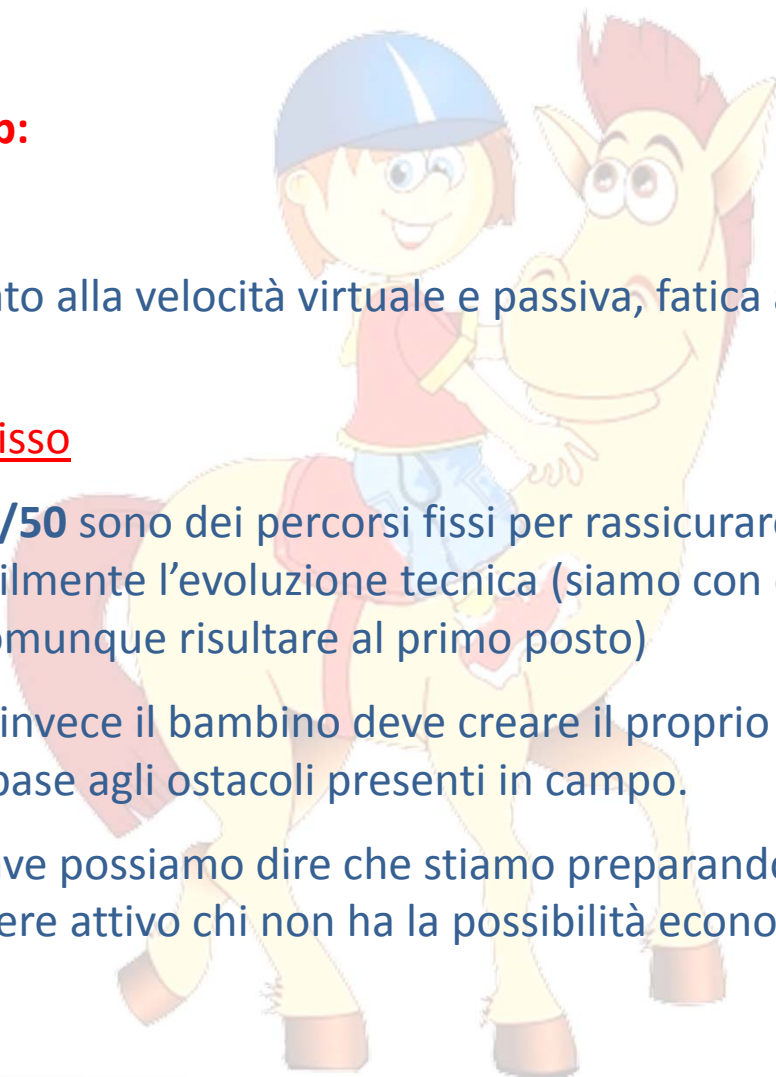 o:
to alla velocità virtuale e passiva, fatica
isso
/50 sono dei percorsi fissi per rassicurare
ilmente l’evoluzione tecnica (siamo con
omunque risultare al primo posto)
invece il bambino deve creare il proprio
base agli ostacoli presenti in campo.
ve possiamo dire che stiamo preparando
ere attivo chi non ha la possibilità econo